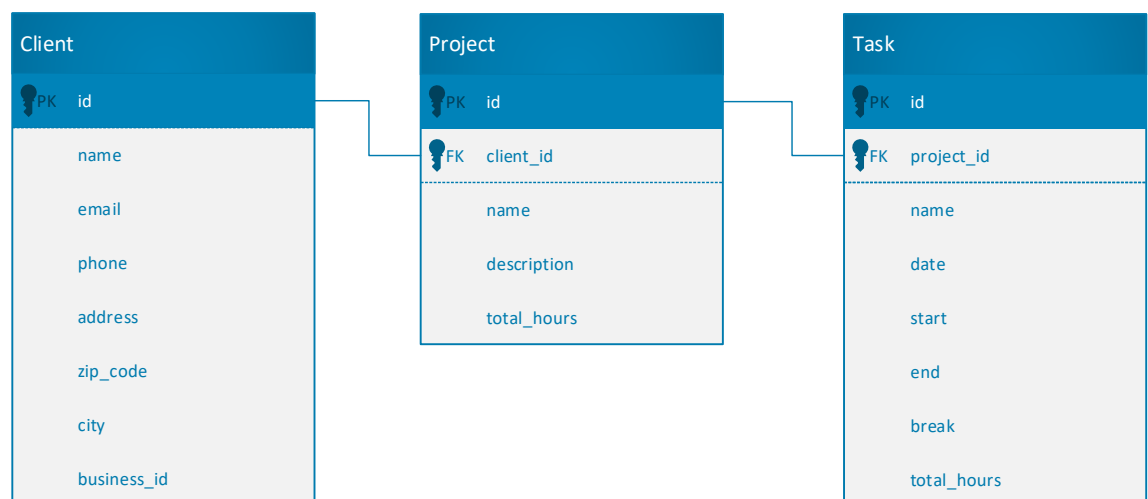 Client
PK id
name
email
phone
address
zip_code
city
business_id
Project
PK id
FK client_id
name
description
total_hours
Task
PK id
FK project_id
name
date
start
end
break
total_hours